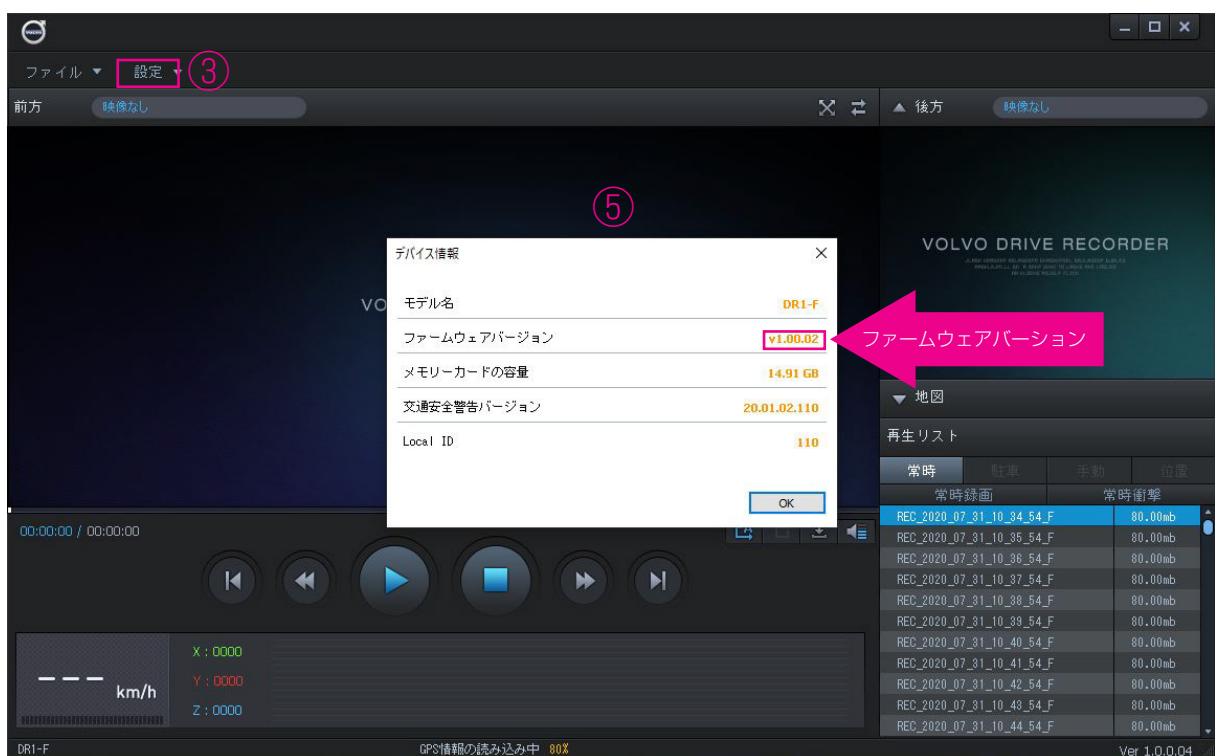 ファイル ▼ 設定 ▼ ③
前方 映像なし
▲ 後方 映像なし
⑤
VOLVO DRIVE RECORDER
VO
デバイス情報
モデル名 DR1-F
ファームウェアバージョン v1.00.02
ファームウェアバーション
メモリーカードの容量 14.91 GB
交通安全警告バージョン 20.01.02.110
Local ID 110
OK
▼ 地図
再生リスト
常時 駐車 手動 位置
常時録画 常時衝撃
REC_2020_07_31_10_34_54_F 80.00mb
REC_2020_07_31_10_35_54_F 80.00mb
REC_2020_07_31_10_36_54_F 80.00mb
REC_2020_07_31_10_37_54_F 80.00mb
REC_2020_07_31_10_38_54_F 80.00mb
REC_2020_07_31_10_39_54_F 80.00mb
REC_2020_07_31_10_40_54_F 80.00mb
REC_2020_07_31_10_41_54_F 80.00mb
REC_2020_07_31_10_42_54_F 80.00mb
REC_2020_07_31_10_43_54_F 80.00mb
REC_2020_07_31_10_44_54_F 80.00mb
00:00:00 / 00:00:00
--- km/h
X : 0000
Y : 0000
Z : 0000
DR1-F GPS情報の読み込み中 80% Ver 1.0.0.04